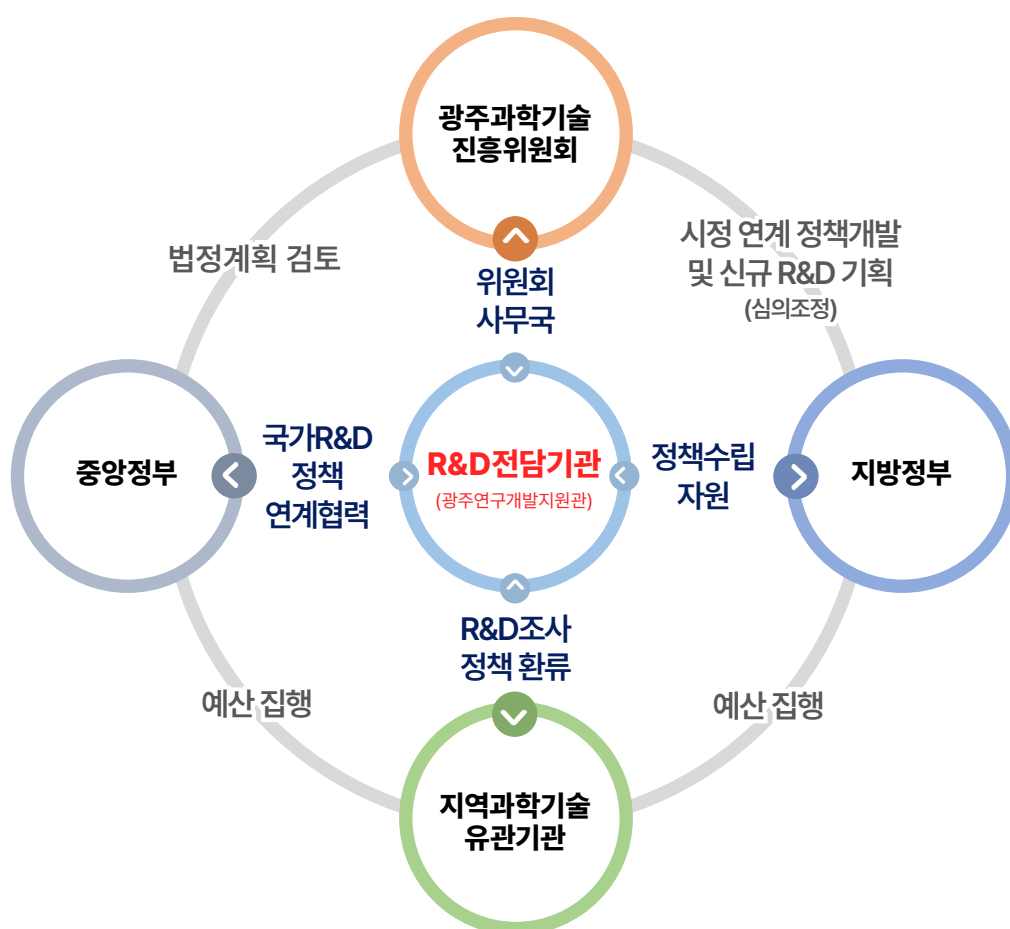 광주과학기술
진흥위원회
법정계획 검토
시정 연계 정책개발
및 신규 R&D 기획
(심의조정)
위원회
사무국
중앙정부
국가R&D
정책
연계협력
R&D전담기관
(광주연구개발지원관)
정책수립
자원
지방정부
R&D조사
정책 환류
예산 집행
예산 집행
지역과학기술
유관기관